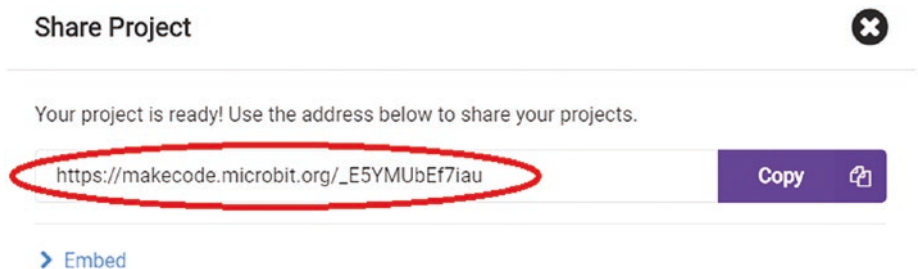 Share Project
Your project is ready! Use the address below to share your projects.
https://makecode.microbit.org/_E5YMUbEf7iau
Copy
Embed